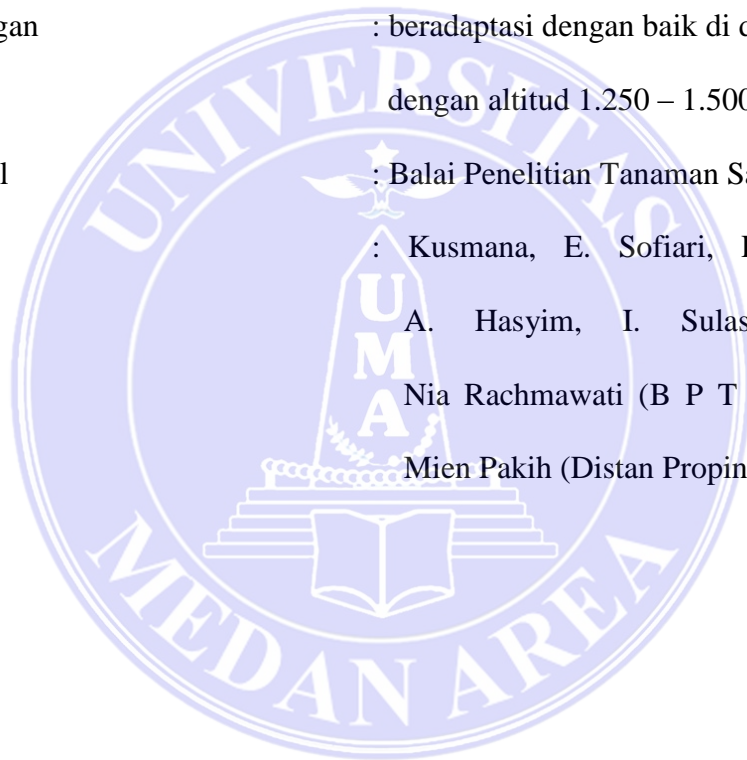 gan : beradaptasi dengan baik di d
dengan altitud 1.250 – 1.500
l : Balai Penelitian Tanaman Sa
: Kusmana, E. Sofiari,
A. Hasyim, I. Sulas
Nia Rachmawati (B P T
Mien Pakih (Distan Propin
UNIVERSITAS
UMA
MEDAN AREA